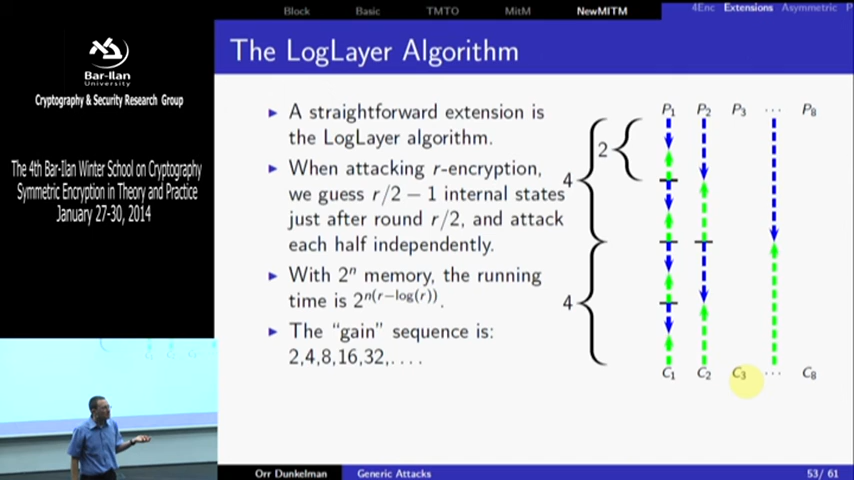 Block Basic TMTO MitM NewMITM 4Enc Extensions Asymmetric
The LogLayer Algorithm
Bar-Ilan
University
Cryptography & Security Research Group
The 4th Bar-Ilan Winter School on Cryptography
Symmetric Encryption in Theory and Practice
January 27-30, 2014
► A straightforward extension is
the LogLayer algorithm.
► When attacking r-encryption,
we guess r/2 − 1 internal states
just after round r/2, and attack
each half independently.
► With 2^n memory, the running
time is 2^{n(r−log(r))}.
► The “gain” sequence is:
2,4,8,16,32,. . . .
P₁ P₂ P₃ ⋯ P₈
2
4
4
C₁ C₂ C₃ ⋯ C₈
Orr Dunkelman Generic Attacks 53/ 61